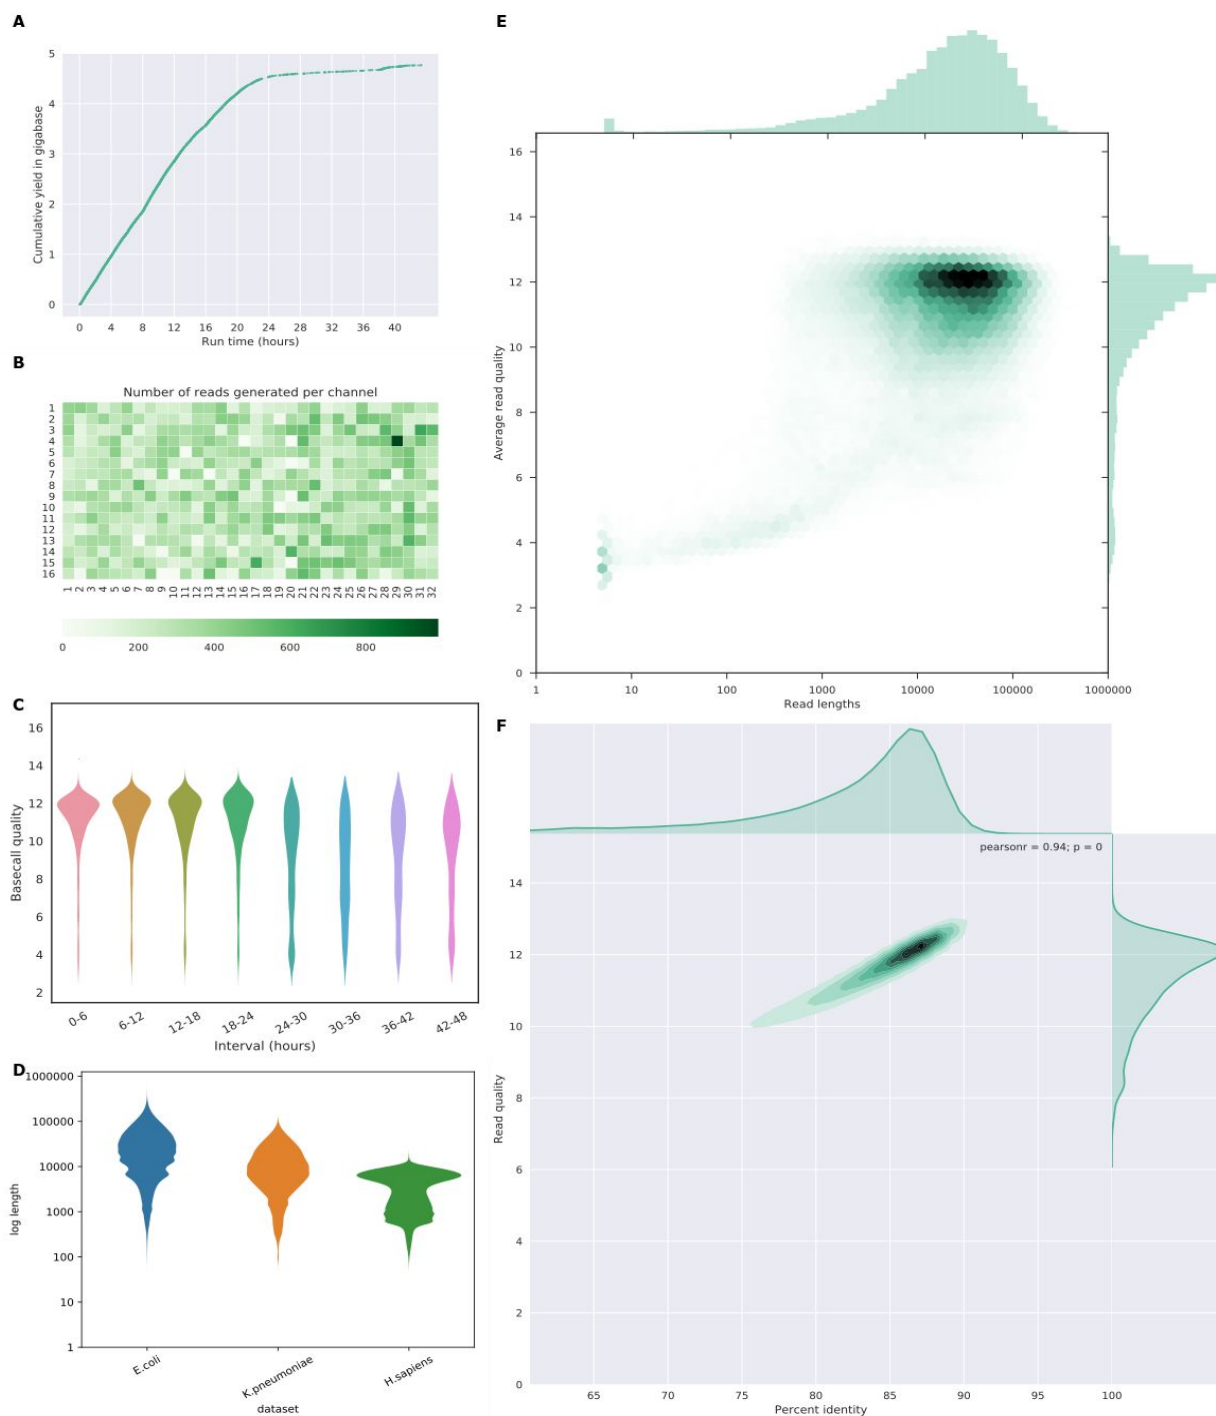 A
5
4
3
2
1
0
Cumulative yield in gigabase
0 4 8 12 16 20 24 28 32 36 40
Run time (hours)
B
Number of reads generated per channel
1
2
3
4
5
6
7
8
9
10
11
12
13
14
15
16
1 2 3 4 5 6 7 8 9 10 11 12 13 14 15 16 17 18 19 20 21 22 23 24 25 26 27 28 29 30 31 32
0 200 400 600 800
C
16
14
12
10
8
6
4
2
Basecall quality
0-6 6-12 12-18 18-24 24-30 30-36 36-42 42-48
Interval (hours)
D
1000000
100000
10000
1000
100
10
1
log length
E.coli K.pneumoniae H.sapiens
dataset
E
16
14
12
10
8
6
4
2
0
Average read quality
1 10 100 1000 10000 100000 1000000
Read lengths
F
pearsonr = 0.94; p = 0
14
12
10
8
6
4
2
0
Read quality
65 70 75 80 85 90 95 100
Percent identity